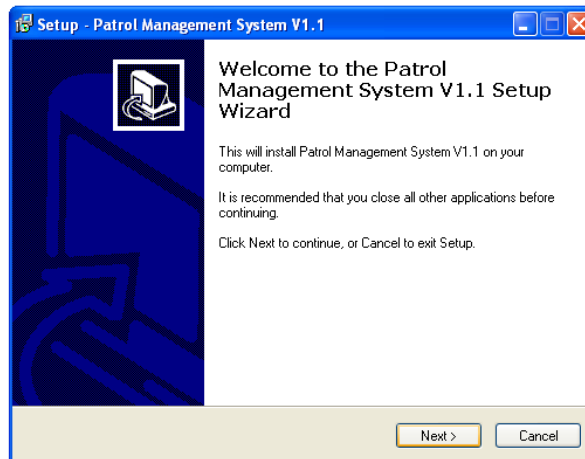 Setup - Patrol Management System V1.1
Welcome to the Patrol
Management System V1.1 Setup
Wizard
This will install Patrol Management System V1.1 on your
computer.
It is recommended that you close all other applications before
continuing.
Click Next to continue, or Cancel to exit Setup.
Next >
Cancel